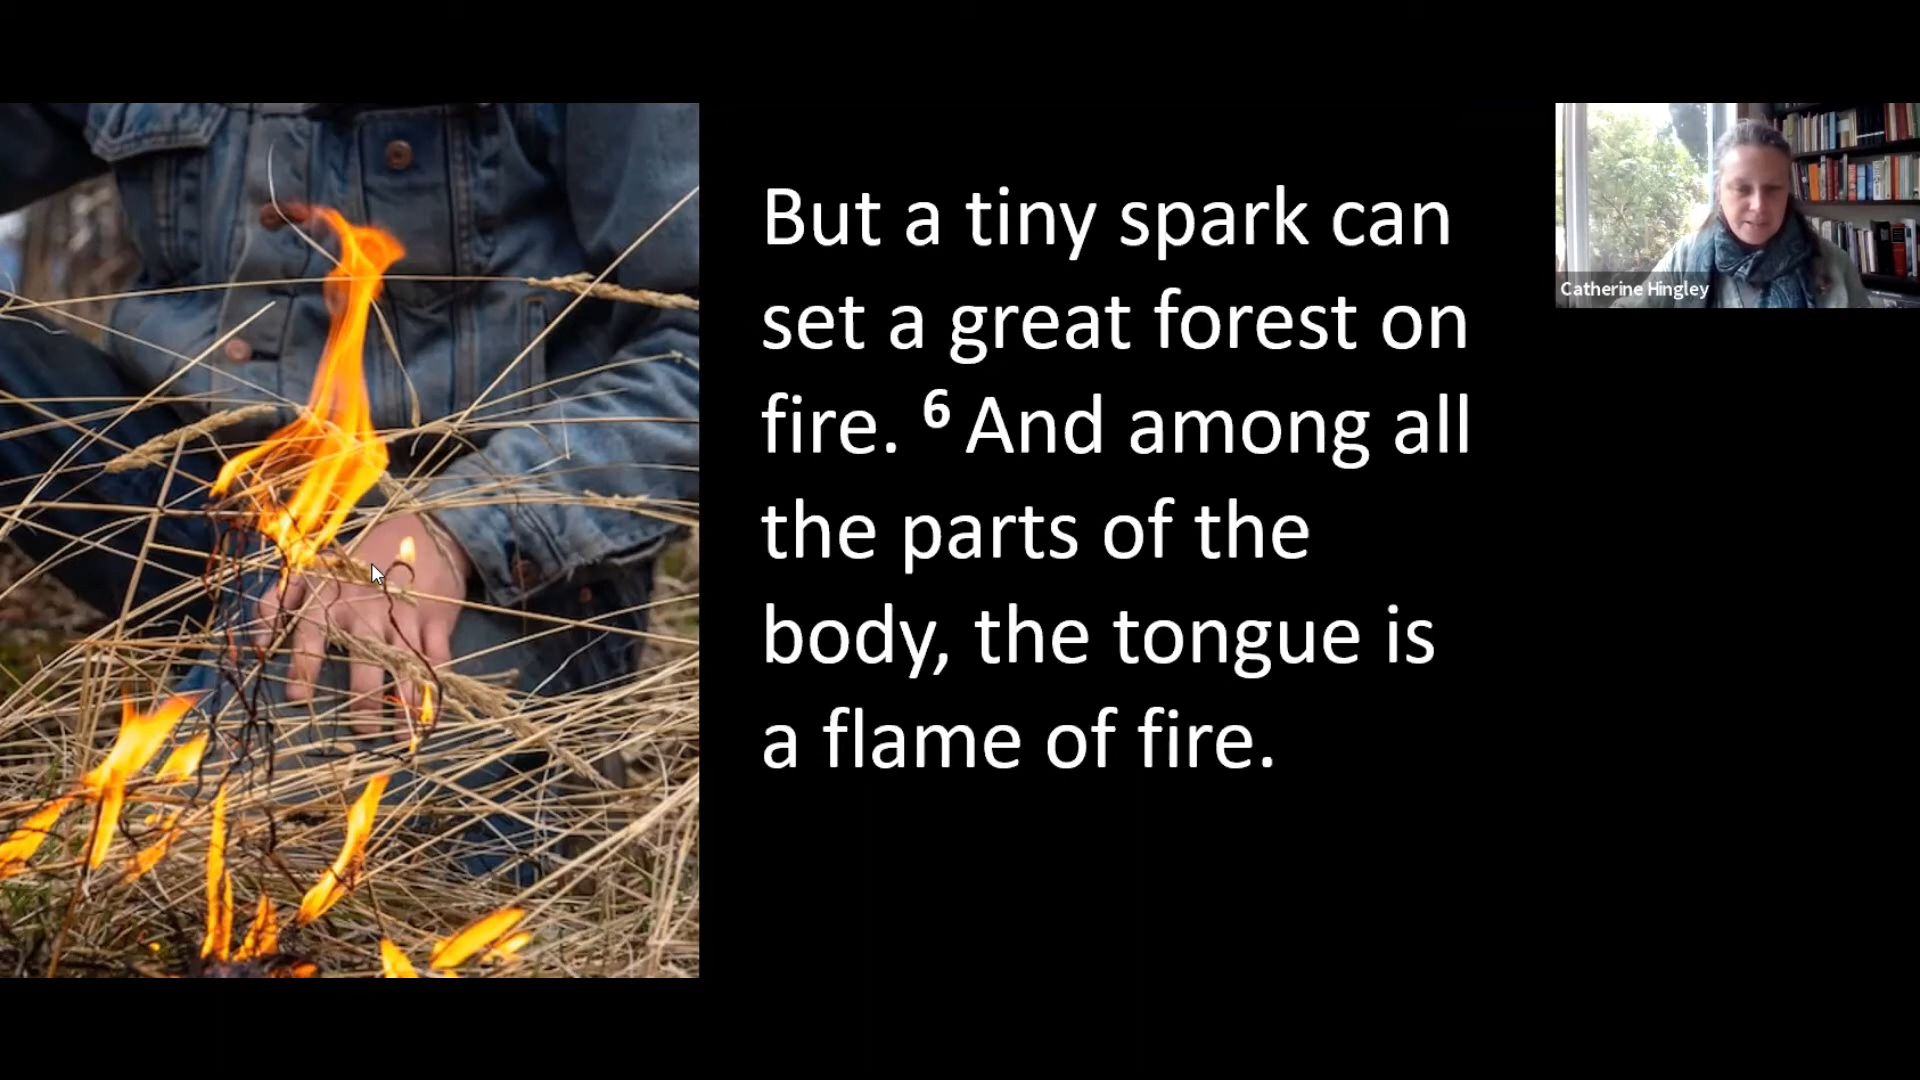 But a tiny spark can
set a great forest on
fire. ⁶ And among all
the parts of the
body, the tongue is
a flame of fire.
Catherine Hingley